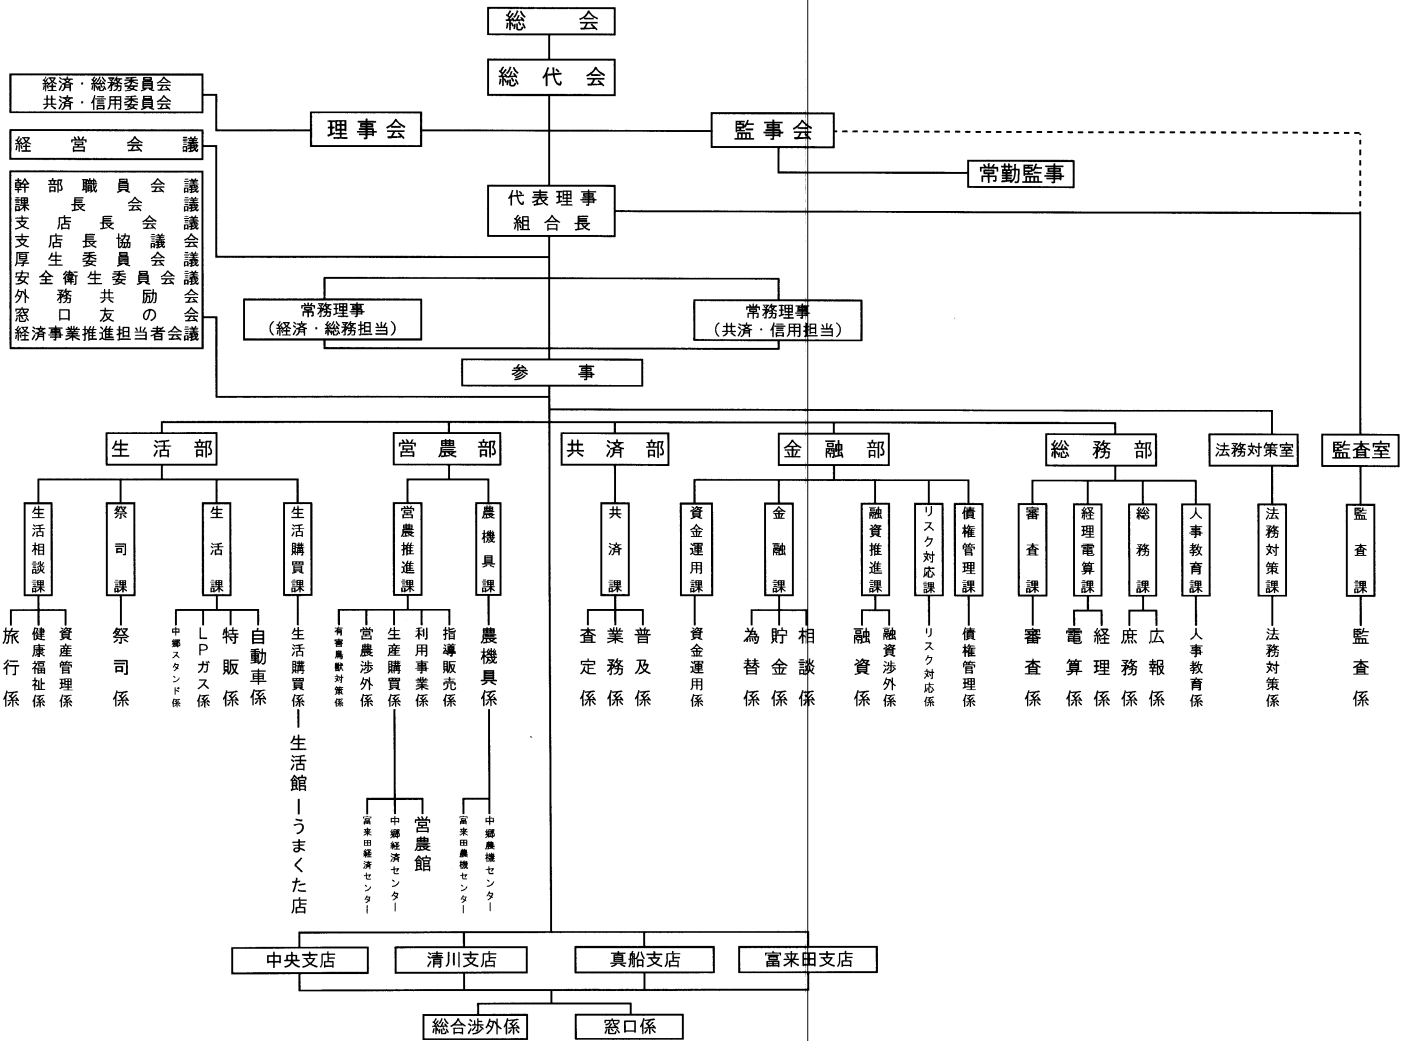 総会
総代会
経済・総務委員会
共済・信用委員会
理事会
監事会
経営会議
常勤監事
幹部職員会議
課長会議
支店長会議
支店長協議会
厚生委員会議
安全衛生委員会議
外務共励会
窓口友の会
経済事業推進担当者会議
代表理事
組合長
常務理事
（経済・総務担当）
常務理事
（共済・信用担当）
参事
生活部
営農部
共済部
金融部
総務部
法務対策室
監査室
生活相談課
祭司課
生活課
生活購買課
営農推進課
農機具課
共済課
資金運用課
金融課
融資推進課
リスク対応課
債権管理課
審査課
経理電算課
総務課
人事教育課
法務対策課
監査課
旅行係
健康福祉係
資産管理係
祭司係
中郷スタンド係
ＬＰガス係
特販係
自動車係
生活購買係
有害鳥獣対策係
営農渉外係
生産購買係
利用事業係
指導販売係
農機具係
査定係
業務係
普及係
資金運用係
為替係
貯金係
相談係
融資係
融資渉外係
リスク対応係
債権管理係
審査係
電算係
経理係
庶務係
広報係
人事教育係
法務対策係
監査係
生活館
うまくた店
富来田経済センター
中郷経済センター
営農館
富来田農機センター
中郷農機センター
中央支店
清川支店
真船支店
富来田支店
総合渉外係
窓口係